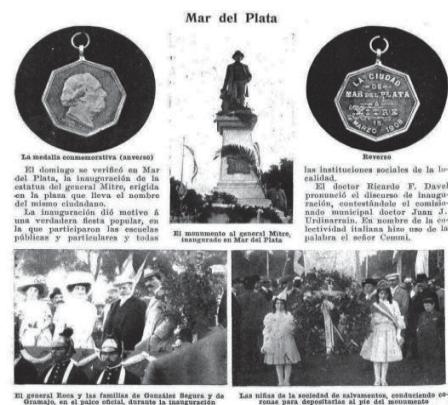 Mar del Plata
La medalla conmemorativa (anverso)
El domingo se verificó en Mar
del Plata, la inauguración de la
estatua del general Mitre, erigida
en la plaza que lleva el nombre
del mismo ciudadano.
La inauguración dió motivo á
una verdadera fiesta popular, en
la que participaron las escuelas
públicas y particulares y todas
El monumento al general Mitre,
inaugurado en Mar del Plata
LA CIUDAD
DE
MAR DEL PLATA
Á
MITRE
15
MARZO 1908
Reverso
las instituciones sociales de la lo-
calidad.
El doctor Ricardo F. Davel
pronunció el discurso de inaugu-
ración, contestándole el comisio-
nado municipal doctor Juan J.
Urdinarrain. En nombre de la co-
lectividad italiana hizo uso de la
palabra el señor Cemmi.
El general Roca y las familias de González Segura y de
Gramajo, en el palco oficial, durante la inauguración
Las niñas de la sociedad de salvamentos, conduciendo co-
ronas para depositarlas al pie del monumento